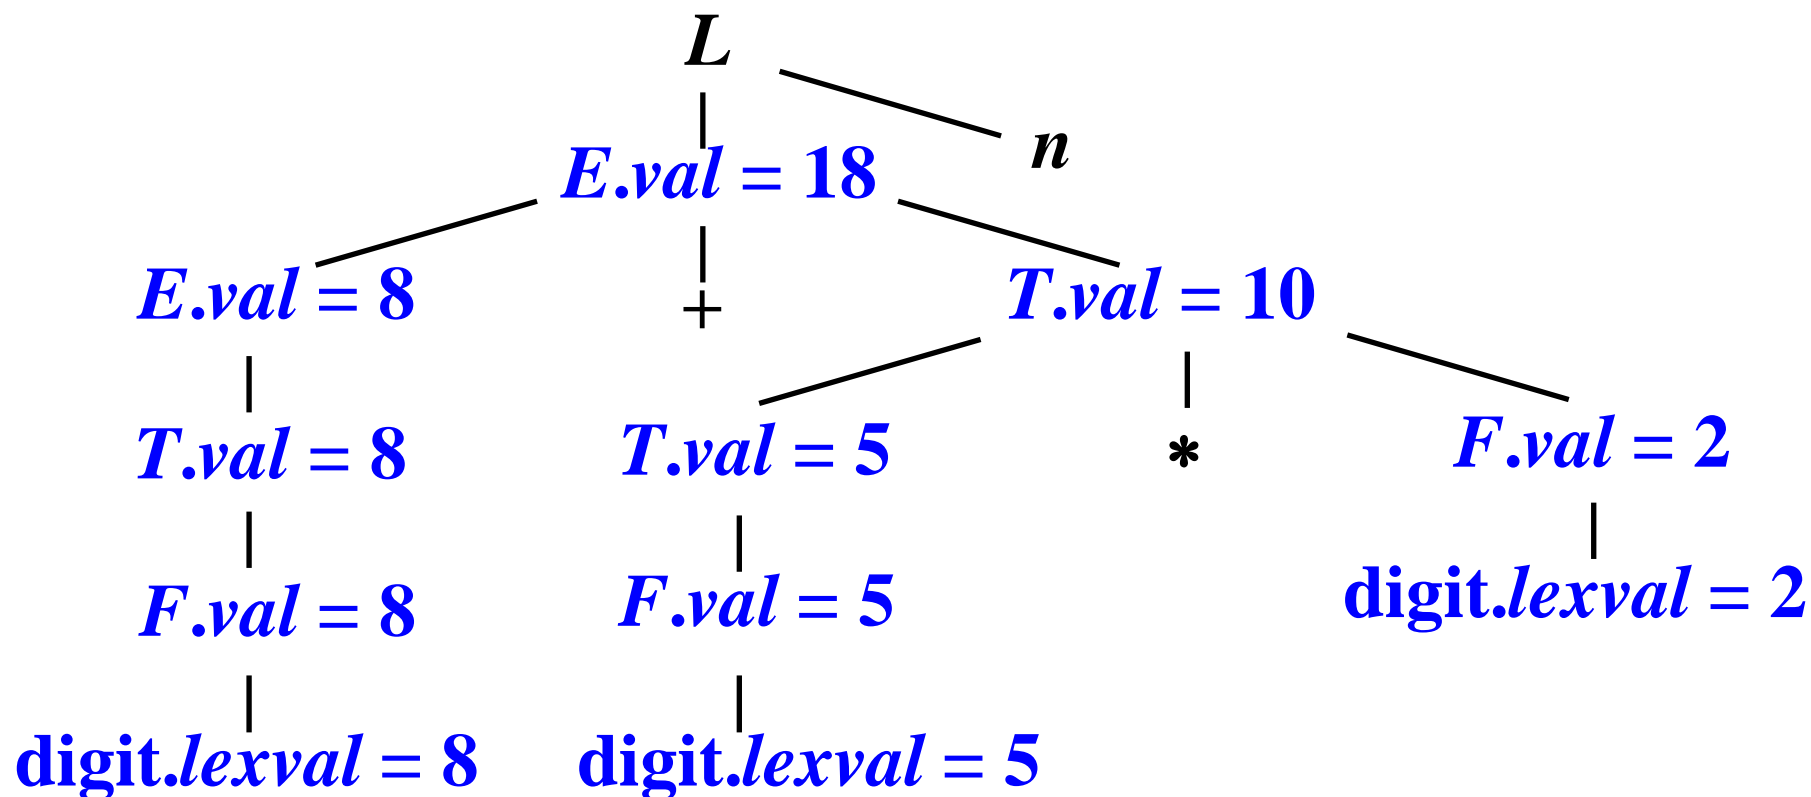 L
n
E.val = 18
E.val = 8 + T.val = 10
T.val = 8 T.val = 5 * F.val = 2
F.val = 8 F.val = 5 digit.lexval = 2
digit.lexval = 8 digit.lexval = 5